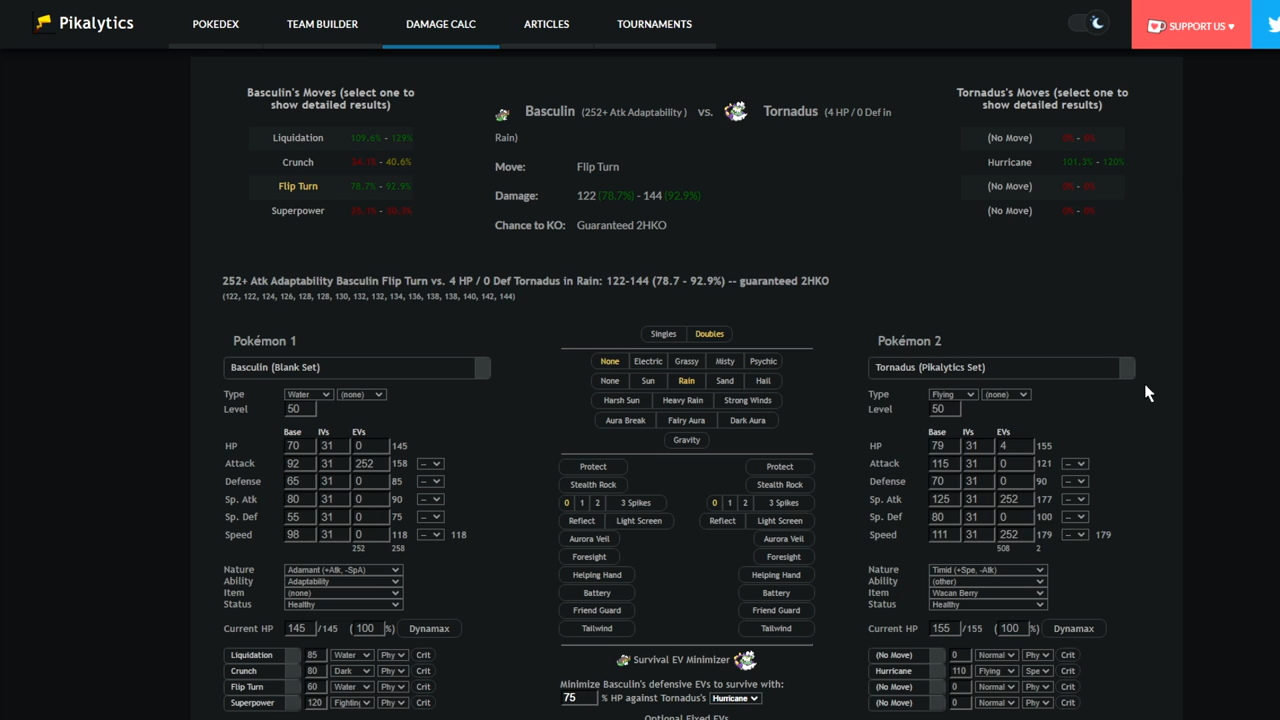 Pikalytics
POKEDEX TEAM BUILDER DAMAGE CALC ARTICLES TOURNAMENTS SUPPORT US ♥
Basculin's Moves (select one to
show detailed results)
Liquidation 109.6% - 129%
Crunch 34.1% - 40.6%
Flip Turn 78.7% - 92.9%
Superpower
Basculin (252+ Atk Adaptability ) VS. Tornadus (4 HP / 0 Def in
Rain)
Move: Flip Turn
Damage: 122 (78.7%) - 144 (92.9%)
Chance to KO: Guaranteed 2HKO
Tornadus's Moves (select one to
show detailed results)
(No Move) 0% - 0%
Hurricane 101.3% - 120%
(No Move) 0% - 0%
(No Move) 0% - 0%
252+ Atk Adaptability Basculin Flip Turn vs. 4 HP / 0 Def Tornadus in Rain: 122-144 (78.7 - 92.9%) -- guaranteed 2HKO
(122, 122, 124, 126, 128, 128, 130, 132, 132, 134, 136, 138, 138, 140, 142, 144)
Pokémon 1
Basculin (Blank Set)
Type Water (none)
Level 50
Base IVs EVs
HP 70 31 0 145
Attack 92 31 252 158 --
Defense 65 31 0 85 --
Sp. Atk 80 31 0 90 --
Sp. Def 55 31 0 75 --
Speed 98 31 0 118 -- 118
252 258
Nature Adamant (+Atk, -SpA)
Ability Adaptability
Item (none)
Status Healthy
Current HP 145 /145 ( 100 %) Dynamax
Liquidation 85 Water Phy Crit
Crunch 80 Dark Phy Crit
Flip Turn 60 Water Phy Crit
Superpower 120 Fighting Phy Crit
Singles Doubles
None Electric Grassy Misty Psychic
None Sun Rain Sand Hail
Harsh Sun Heavy Rain Strong Winds
Aura Break Fairy Aura Dark Aura
Gravity
Protect Protect
Stealth Rock Stealth Rock
0 1 2 3 Spikes 0 1 2 3 Spikes
Reflect Light Screen Reflect Light Screen
Aurora Veil Aurora Veil
Foresight Foresight
Helping Hand Helping Hand
Battery Battery
Friend Guard Friend Guard
Tailwind Tailwind
Survival EV Minimizer
Minimize Basculin's defensive EVs to survive with:
75 % HP against Tornadus's Hurricane
Optional Fixed EVs
Pokémon 2
Tornadus (Pikalytics Set)
Type Flying (none)
Level 50
Base IVs EVs
HP 79 31 4 155
Attack 115 31 0 121 --
Defense 70 31 0 90 --
Sp. Atk 125 31 252 177 --
Sp. Def 80 31 0 100 --
Speed 111 31 252 179 -- 179
508 2
Nature Timid (+Spe, -Atk)
Ability (other)
Item Wacan Berry
Status Healthy
Current HP 155 /155 ( 100 %) Dynamax
(No Move) 0 Normal Phy Crit
Hurricane 110 Flying Spe Crit
(No Move) 0 Normal Phy Crit
(No Move) 0 Normal Phy Crit